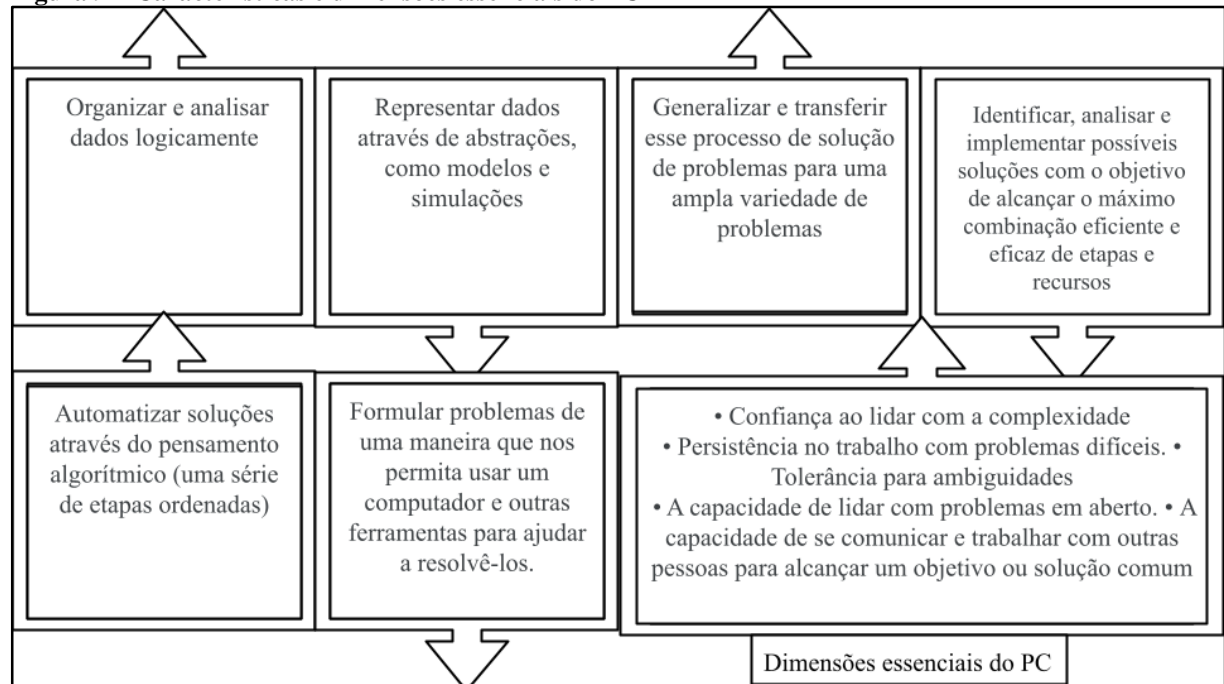 Organizar e analisar
dados logicamente
Representar dados
através de abstrações,
como modelos e
simulações
Generalizar e transferir
esse processo de solução
de problemas para uma
ampla variedade de
problemas
Identificar, analisar e
implementar possíveis
soluções com o objetivo
de alcançar o máximo
combinação eficiente e
eficaz de etapas e
recursos
Automatizar soluções
através do pensamento
algorítmico (uma série
de etapas ordenadas)
Formular problemas de
uma maneira que nos
permita usar um
computador e outras
ferramentas para ajudar
a resolvê-los.
• Confiança ao lidar com a complexidade
• Persistência no trabalho com problemas difíceis. •
Tolerância para ambiguidades
• A capacidade de lidar com problemas em aberto. • A
capacidade de se comunicar e trabalhar com outras
pessoas para alcançar um objetivo ou solução comum
Dimensões essenciais do PC